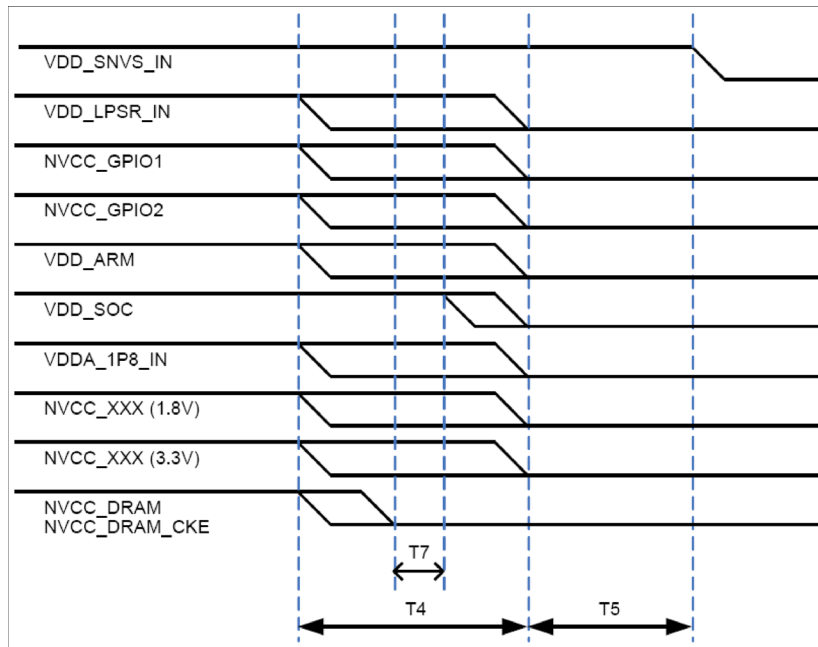 VDD_SNVS_IN
VDD_LPSR_IN
NVCC_GPIO1
NVCC_GPIO2
VDD_ARM
VDD_SOC
VDDA_1P8_IN
NVCC_XXX (1.8V)
NVCC_XXX (3.3V)
NVCC_DRAM
NVCC_DRAM_CKE
T7
T4
T5